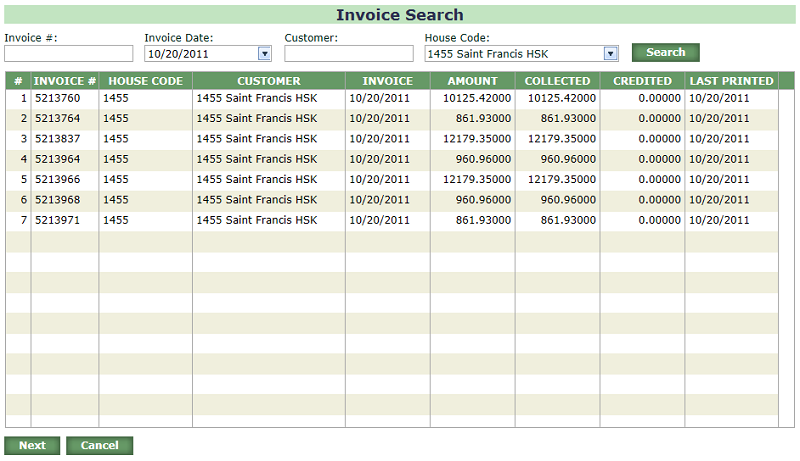 Invoice Search
Invoice #: Invoice Date: Customer: House Code:
10/20/2011 1455 Saint Francis HSK Search
# INVOICE # HOUSE CODE CUSTOMER INVOICE AMOUNT COLLECTED CREDITED LAST PRINTED
1 5213760 1455 1455 Saint Francis HSK 10/20/2011 10125.42000 10125.42000 0.00000 10/20/2011
2 5213764 1455 1455 Saint Francis HSK 10/20/2011 861.93000 861.93000 0.00000 10/20/2011
3 5213837 1455 1455 Saint Francis HSK 10/20/2011 12179.35000 12179.35000 0.00000 10/20/2011
4 5213964 1455 1455 Saint Francis HSK 10/20/2011 960.96000 960.96000 0.00000 10/20/2011
5 5213966 1455 1455 Saint Francis HSK 10/20/2011 12179.35000 12179.35000 0.00000 10/20/2011
6 5213968 1455 1455 Saint Francis HSK 10/20/2011 960.96000 960.96000 0.00000 10/20/2011
7 5213971 1455 1455 Saint Francis HSK 10/20/2011 861.93000 861.93000 0.00000 10/20/2011
Next Cancel